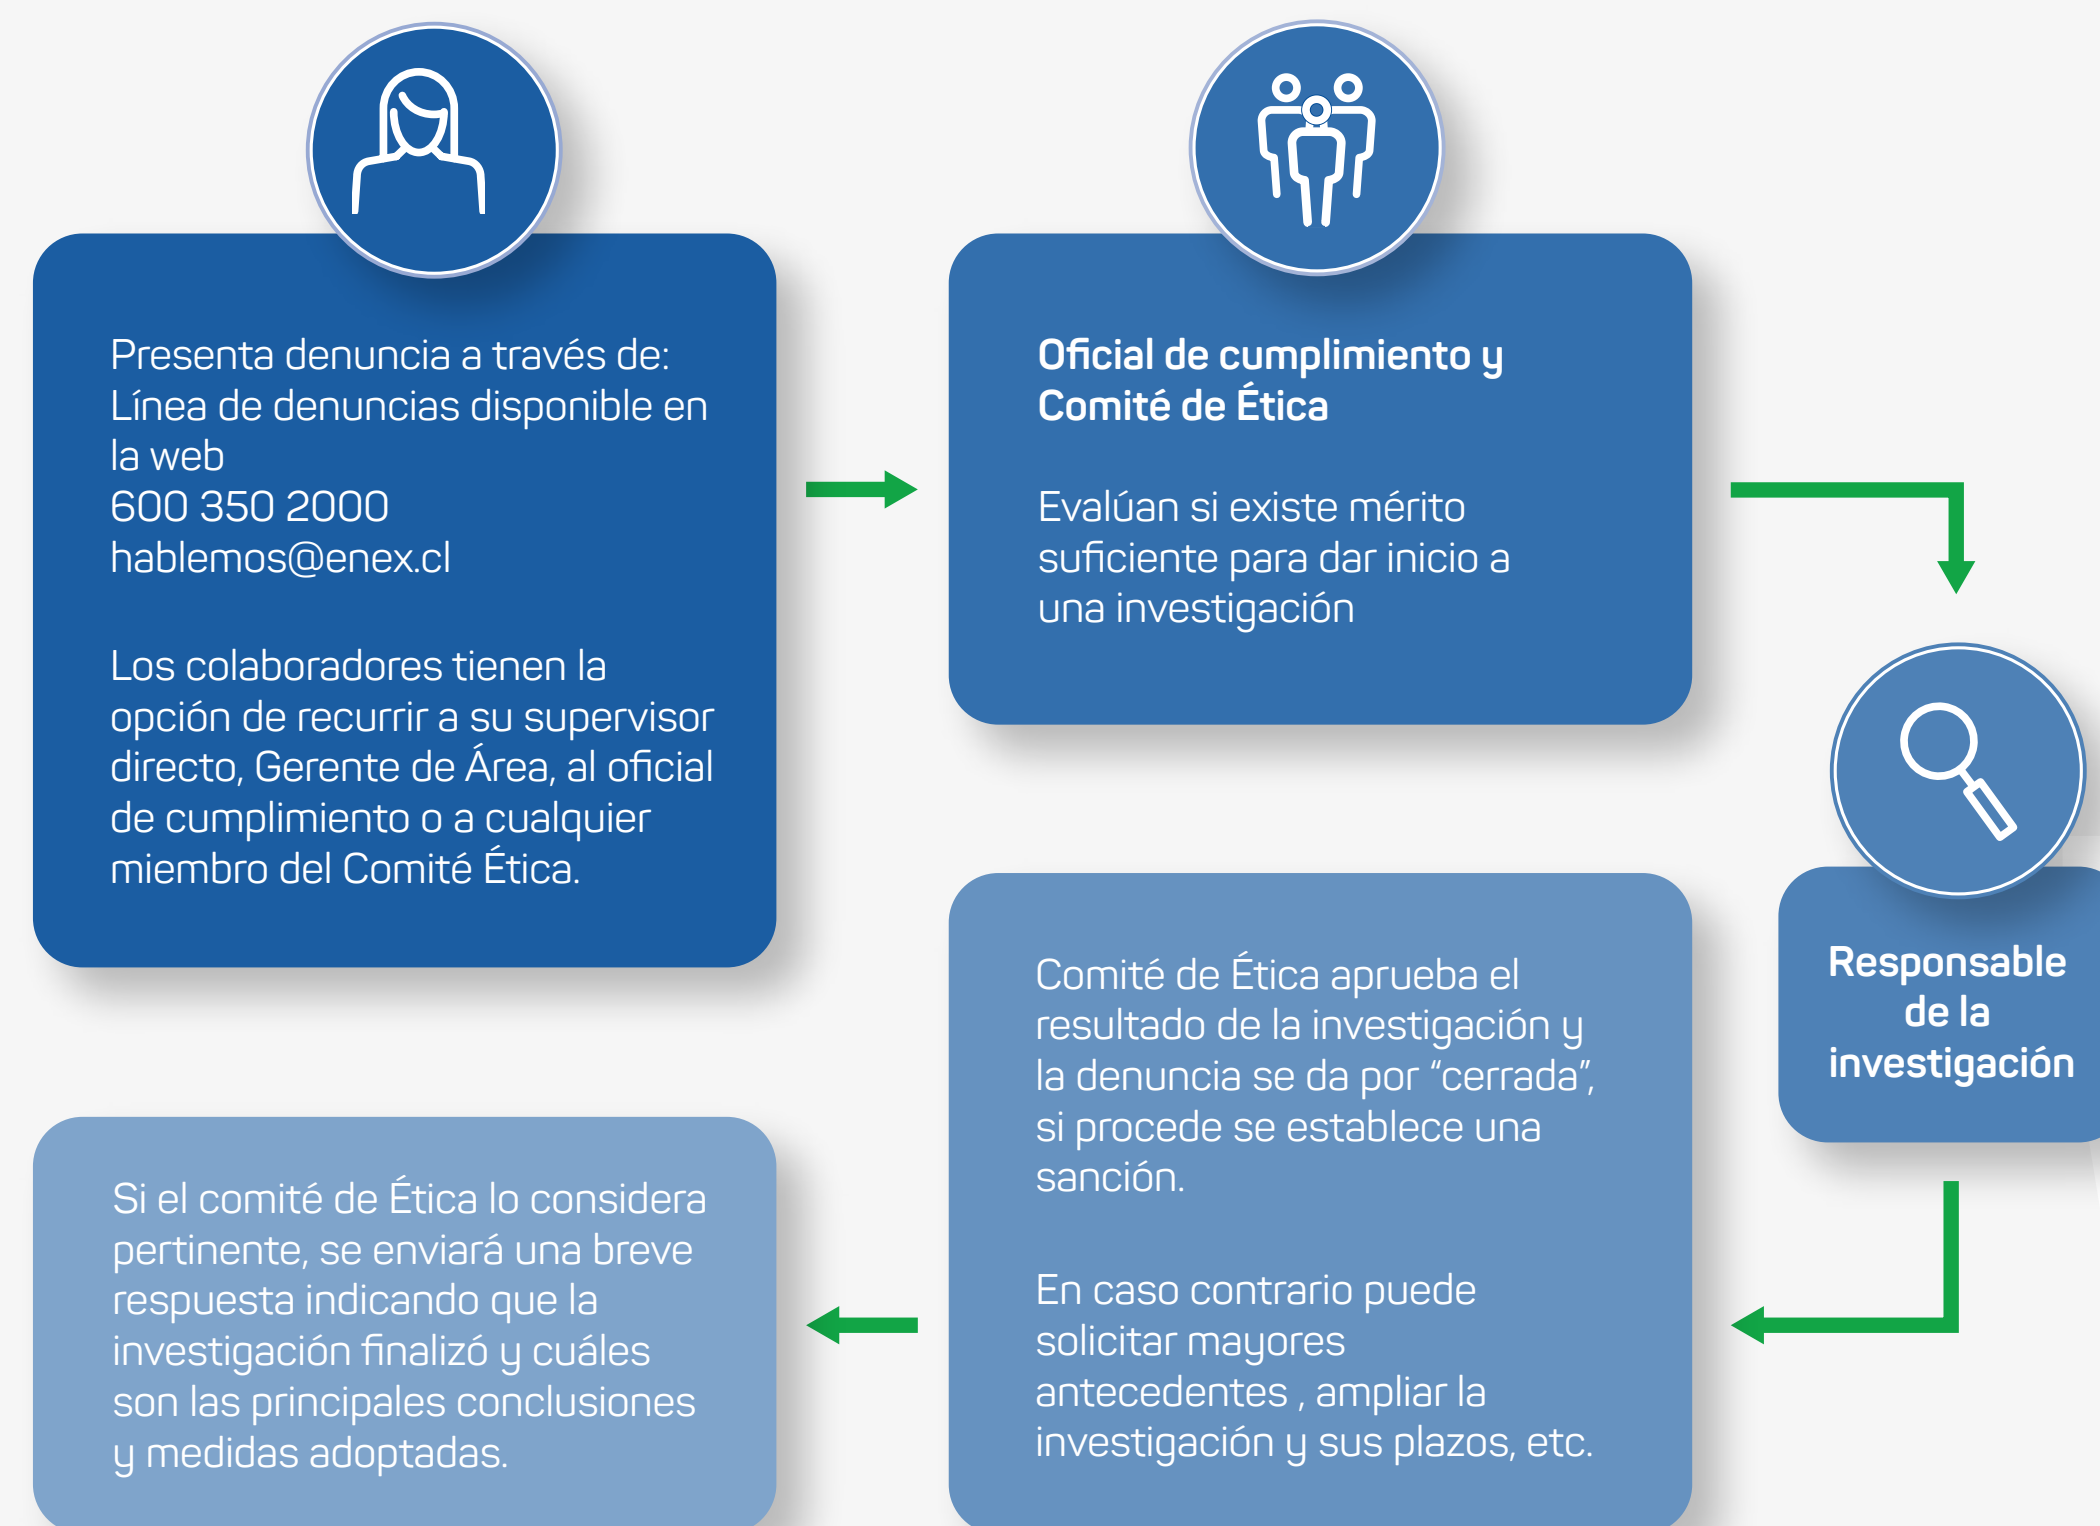 Presenta denuncia a través de:
Línea de denuncias disponible en
la web
600 350 2000
hablemos@enex.cl
Los colaboradores tienen la
opción de recurrir a su supervisor
directo, Gerente de Área, al oficial
de cumplimiento o a cualquier
miembro del Comité Ética.
Oficial de cumplimiento y
Comité de Ética
Evalúan si existe mérito
suficiente para dar inicio a
una investigación
Responsable
de la
investigación
Comité de Ética aprueba el
resultado de la investigación y
la denuncia se da por “cerrada”,
si procede se establece una
sanción.
En caso contrario puede
solicitar mayores
antecedentes , ampliar la
investigación y sus plazos, etc.
Si el comité de Ética lo considera
pertinente, se enviará una breve
respuesta indicando que la
investigación finalizó y cuáles
son las principales conclusiones
y medidas adoptadas.